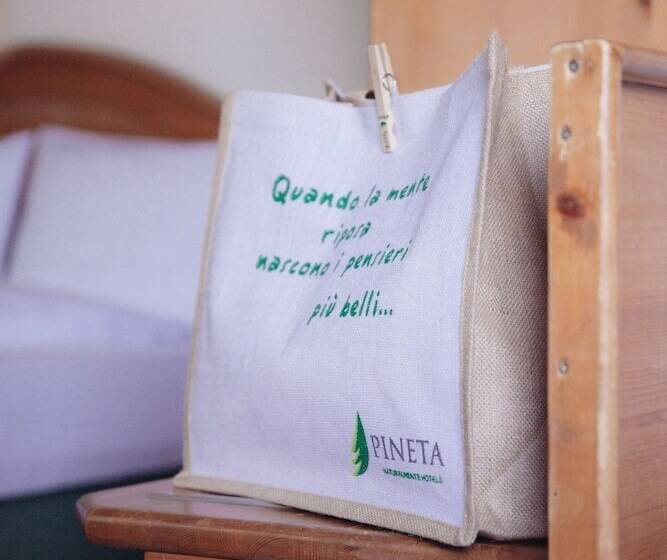 Quando la mente
riposa
nascono i pensieri
più belli...
PINETA
NATURALMENTE HOTELS